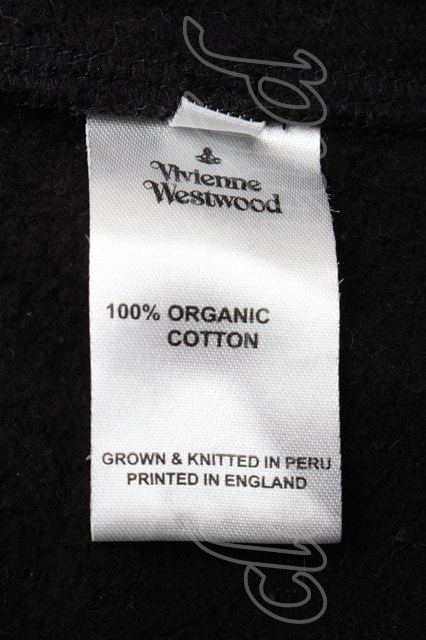 Vivienne
Westwood
100% ORGANIC
COTTON
GROWN & KNITTED IN PERU
PRINTED IN ENGLAND